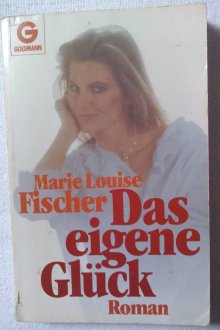 G
GOLDMANN
Marie Louise
Fischer Das
eigene
Glück
Roman